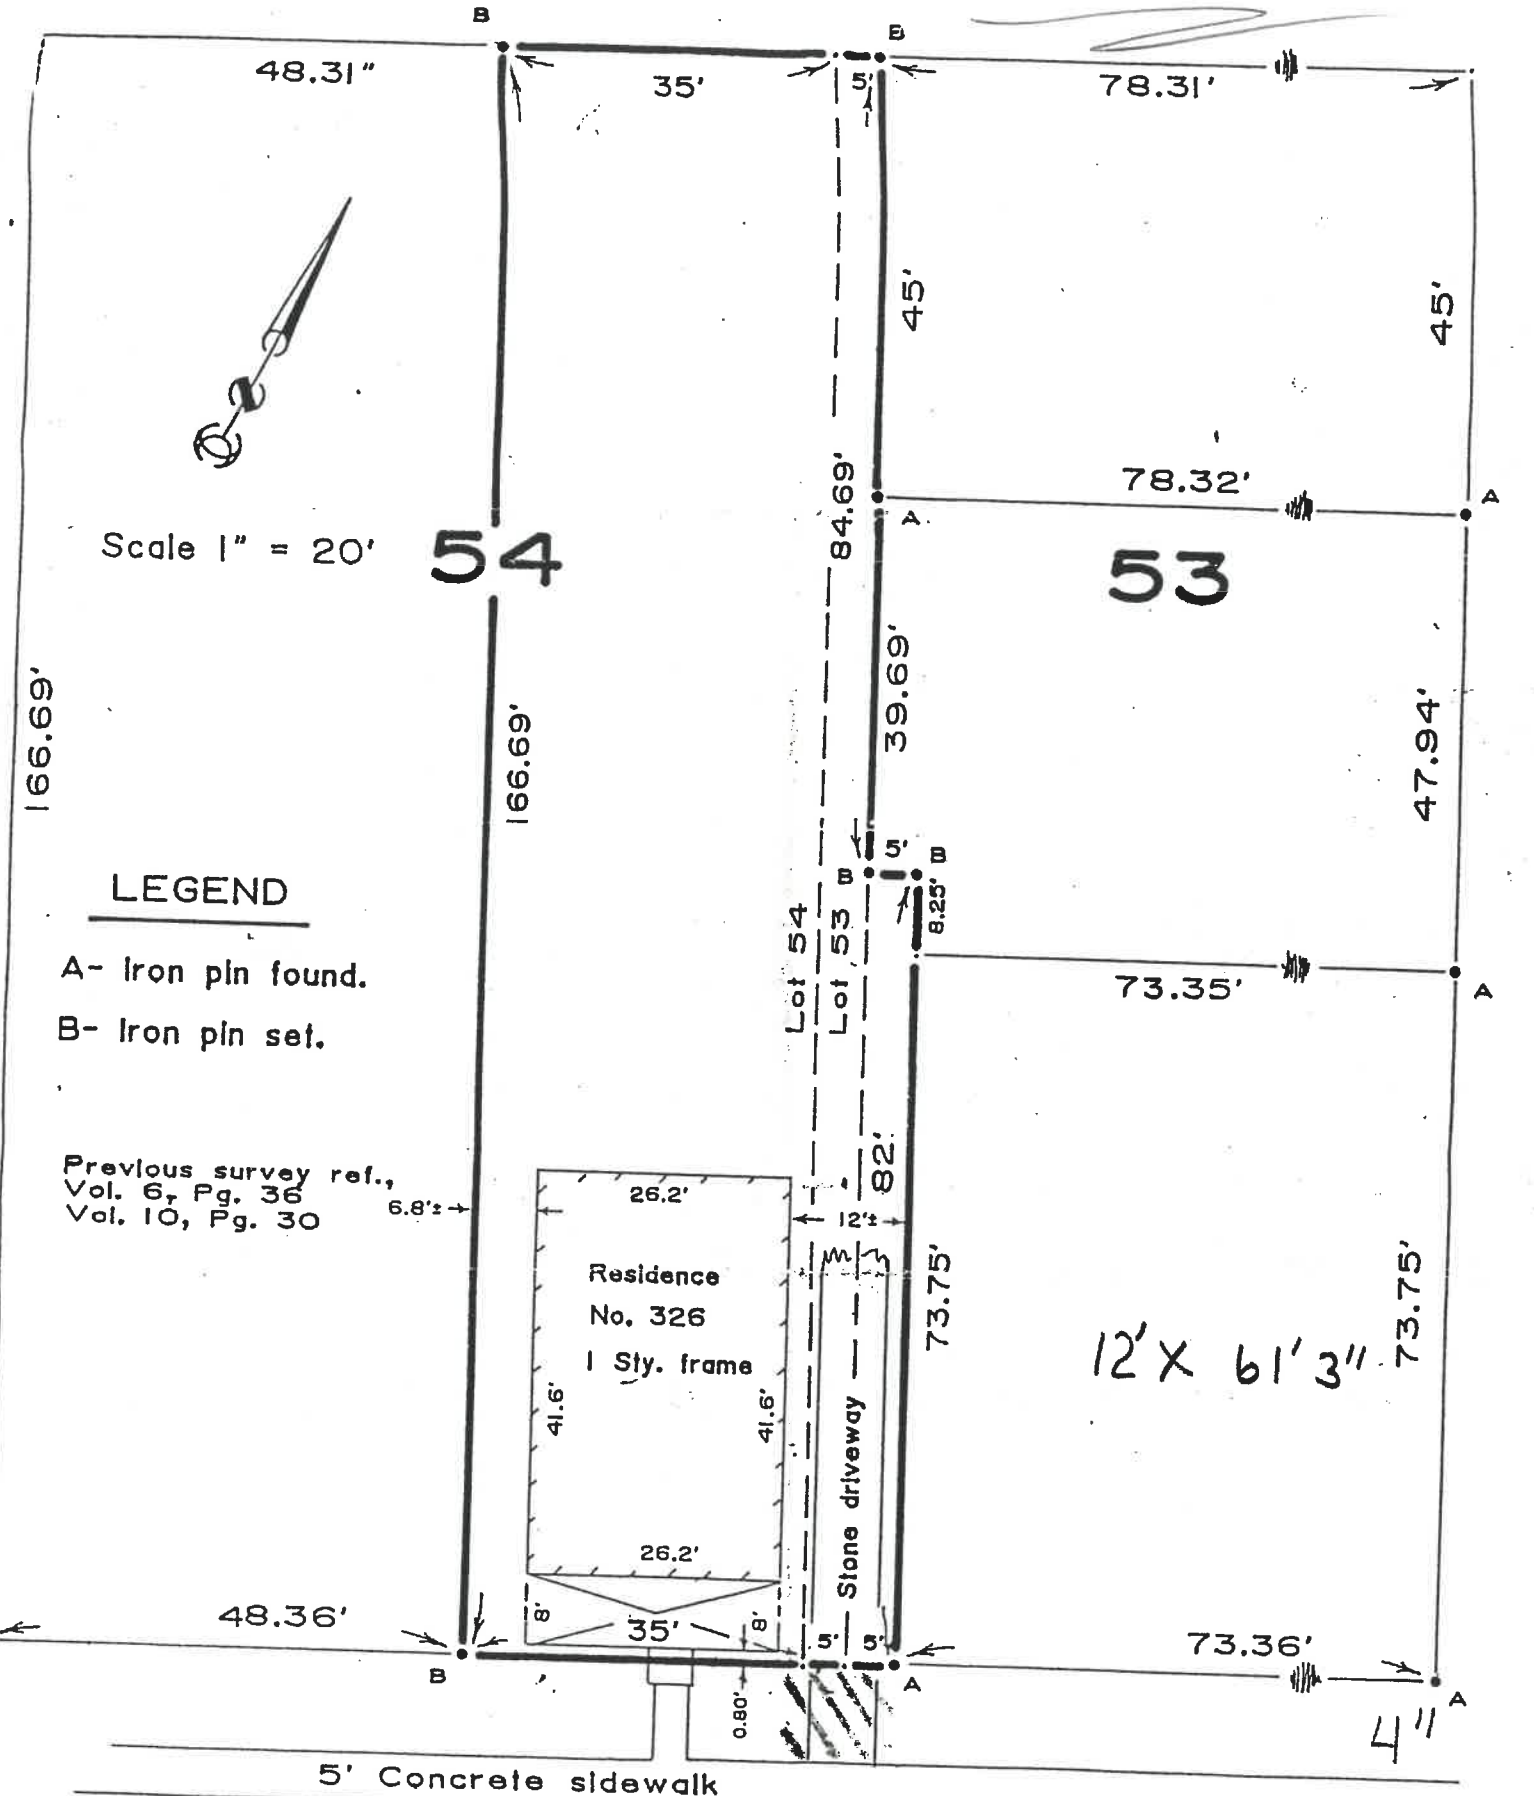 B
B
48.31"
35'
5'
78.31'
45'
45'
84.69'
78.32'
A
A
Scale 1" = 20'
54
53
39.69'
166.69'
166.69'
47.94'
5'
B
B
8.25'
LEGEND
Lot 54
Lot 53
A- Iron pin found.
73.35'
A
B- Iron pin set.
82'
Previous survey ref.,
Vol. 6, Pg. 36
Vol. 10, Pg. 30
6.8'±
26.2'
12'±
Residence
No. 326
1 Sty. frame
73.75'
73.75'
12' X 61' 3"
41.6'
41.6'
Stone driveway
26.2'
48.36'
8'
35'
8'
5'
5'
73.36'
B
A
A
0.80'
4"
5' Concrete sidewalk